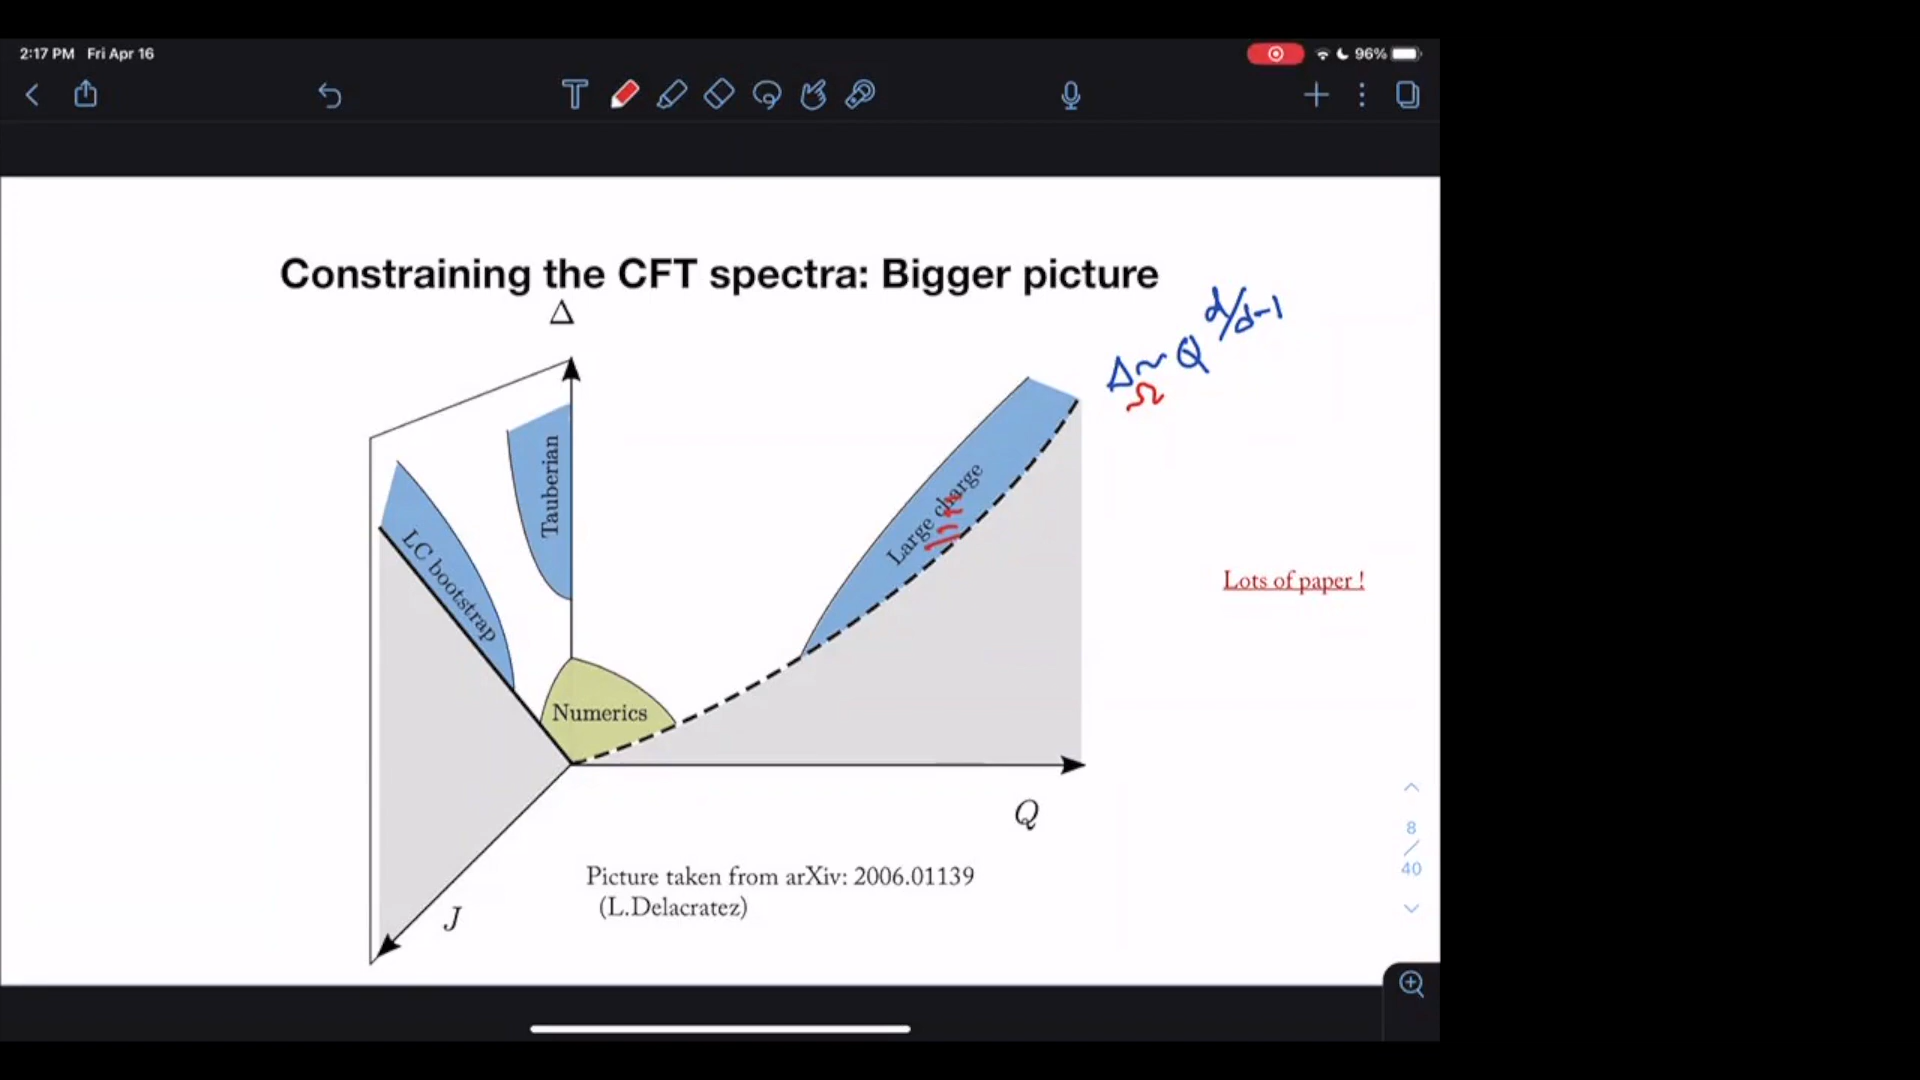 2:17 PM Fri Apr 16
96%
Constraining the CFT spectra: Bigger picture
Δ
Δ ~ Q^{d/d-1}
Ω
Tauberian
LC bootstrap
Large charge
Lots of paper !
Numerics
Q
J
Picture taken from arXiv: 2006.01139
(L.Delacratez)
8
/
40